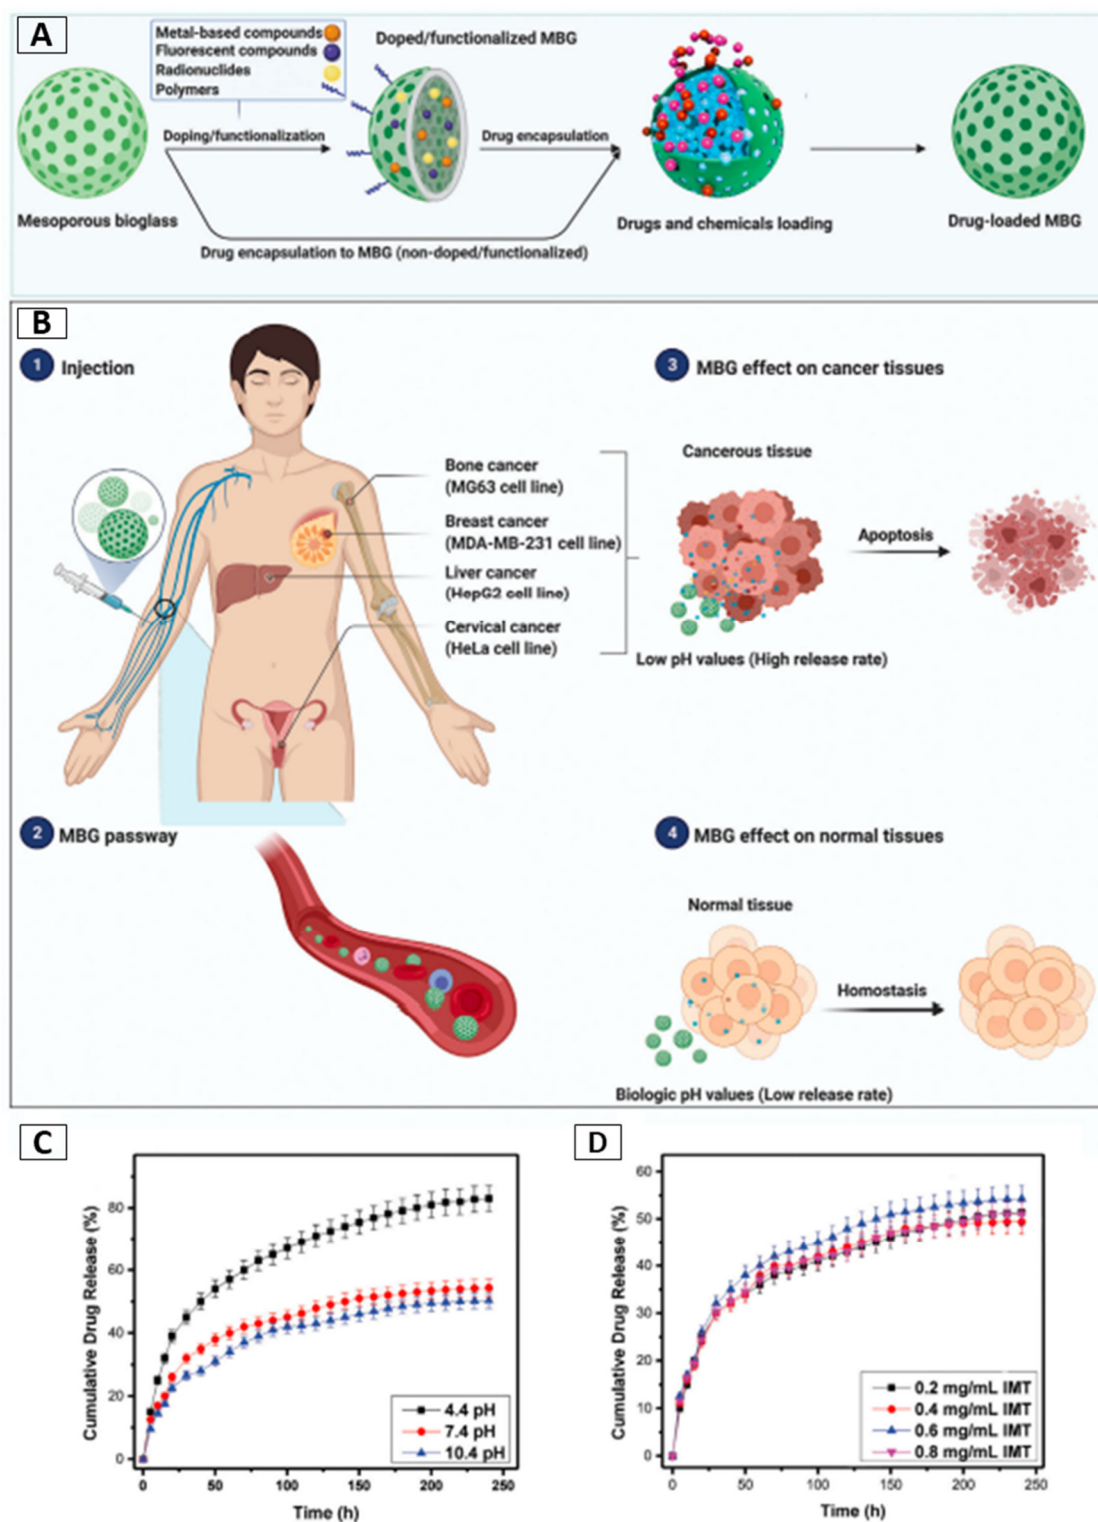 A
Metal-based compounds
Fluorescent compounds
Radionuclides
Polymers
Doped/functionalized MBG
Doping/functionalization
Drug encapsulation
Mesoporous bioglass
Drugs and chemicals loading
Drug-loaded MBG
Drug encapsulation to MBG (non-doped/functionalized)
B
1 Injection
Bone cancer
(MG63 cell line)
Breast cancer
(MDA-MB-231 cell line)
Liver cancer
(HepG2 cell line)
Cervical cancer
(HeLa cell line)
3 MBG effect on cancer tissues
Cancerous tissue
Apoptosis
Low pH values (High release rate)
2 MBG passway
4 MBG effect on normal tissues
Normal tissue
Homostasis
Biologic pH values (Low release rate)
C
Cumulative Drug Release (%)
80
60
40
20
0
0 50 100 150 200 250
Time (h)
4.4 pH
7.4 pH
10.4 pH
D
Cumulative Drug Release (%)
60
50
40
30
20
10
0
0 50 100 150 200 250
Time (h)
0.2 mg/mL IMT
0.4 mg/mL IMT
0.6 mg/mL IMT
0.8 mg/mL IMT